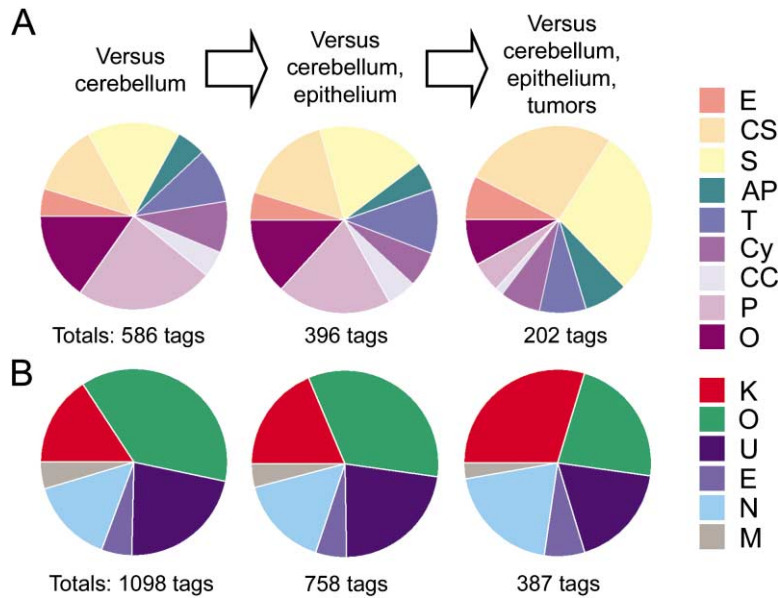 A
Versus
cerebellum
Versus
cerebellum,
epithelium
Versus
cerebellum,
epithelium,
tumors
E
CS
S
AP
T
Cy
CC
P
O
Totals: 586 tags
396 tags
202 tags
B
K
O
U
E
N
M
Totals: 1098 tags
758 tags
387 tags